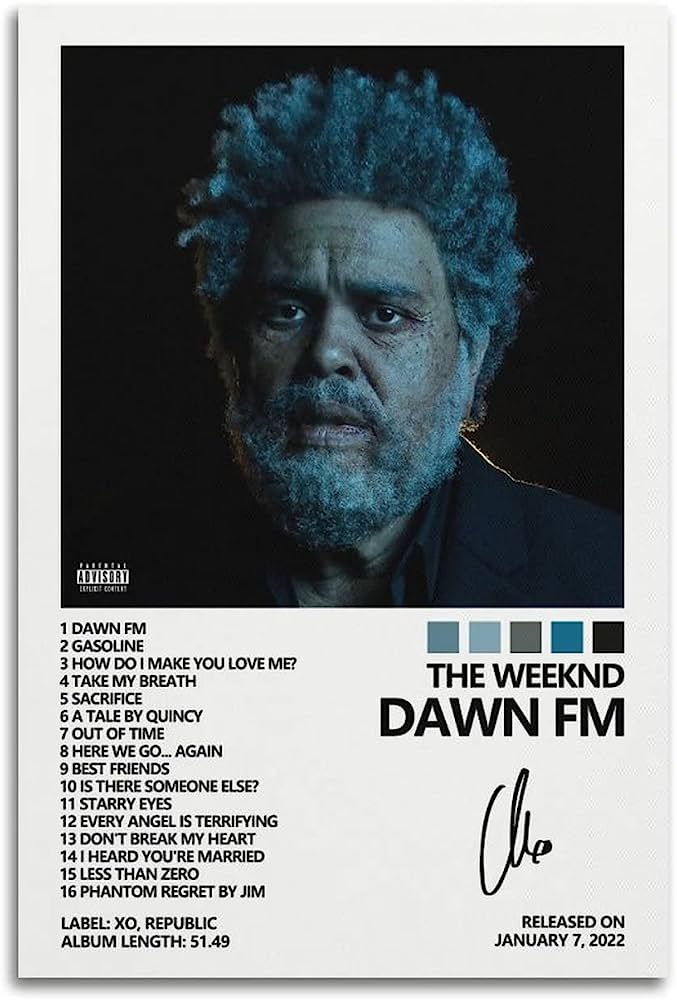 PARENTAL
ADVISORY
EXPLICIT CONTENT
1 DAWN FM
2 GASOLINE
3 HOW DO I MAKE YOU LOVE ME?
4 TAKE MY BREATH
5 SACRIFICE
6 A TALE BY QUINCY
7 OUT OF TIME
8 HERE WE GO... AGAIN
9 BEST FRIENDS
10 IS THERE SOMEONE ELSE?
11 STARRY EYES
12 EVERY ANGEL IS TERRIFYING
13 DON'T BREAK MY HEART
14 I HEARD YOU'RE MARRIED
15 LESS THAN ZERO
16 PHANTOM REGRET BY JIM
LABEL: XO, REPUBLIC
ALBUM LENGTH: 51.49
THE WEEKND
DAWN FM
RELEASED ON
JANUARY 7, 2022